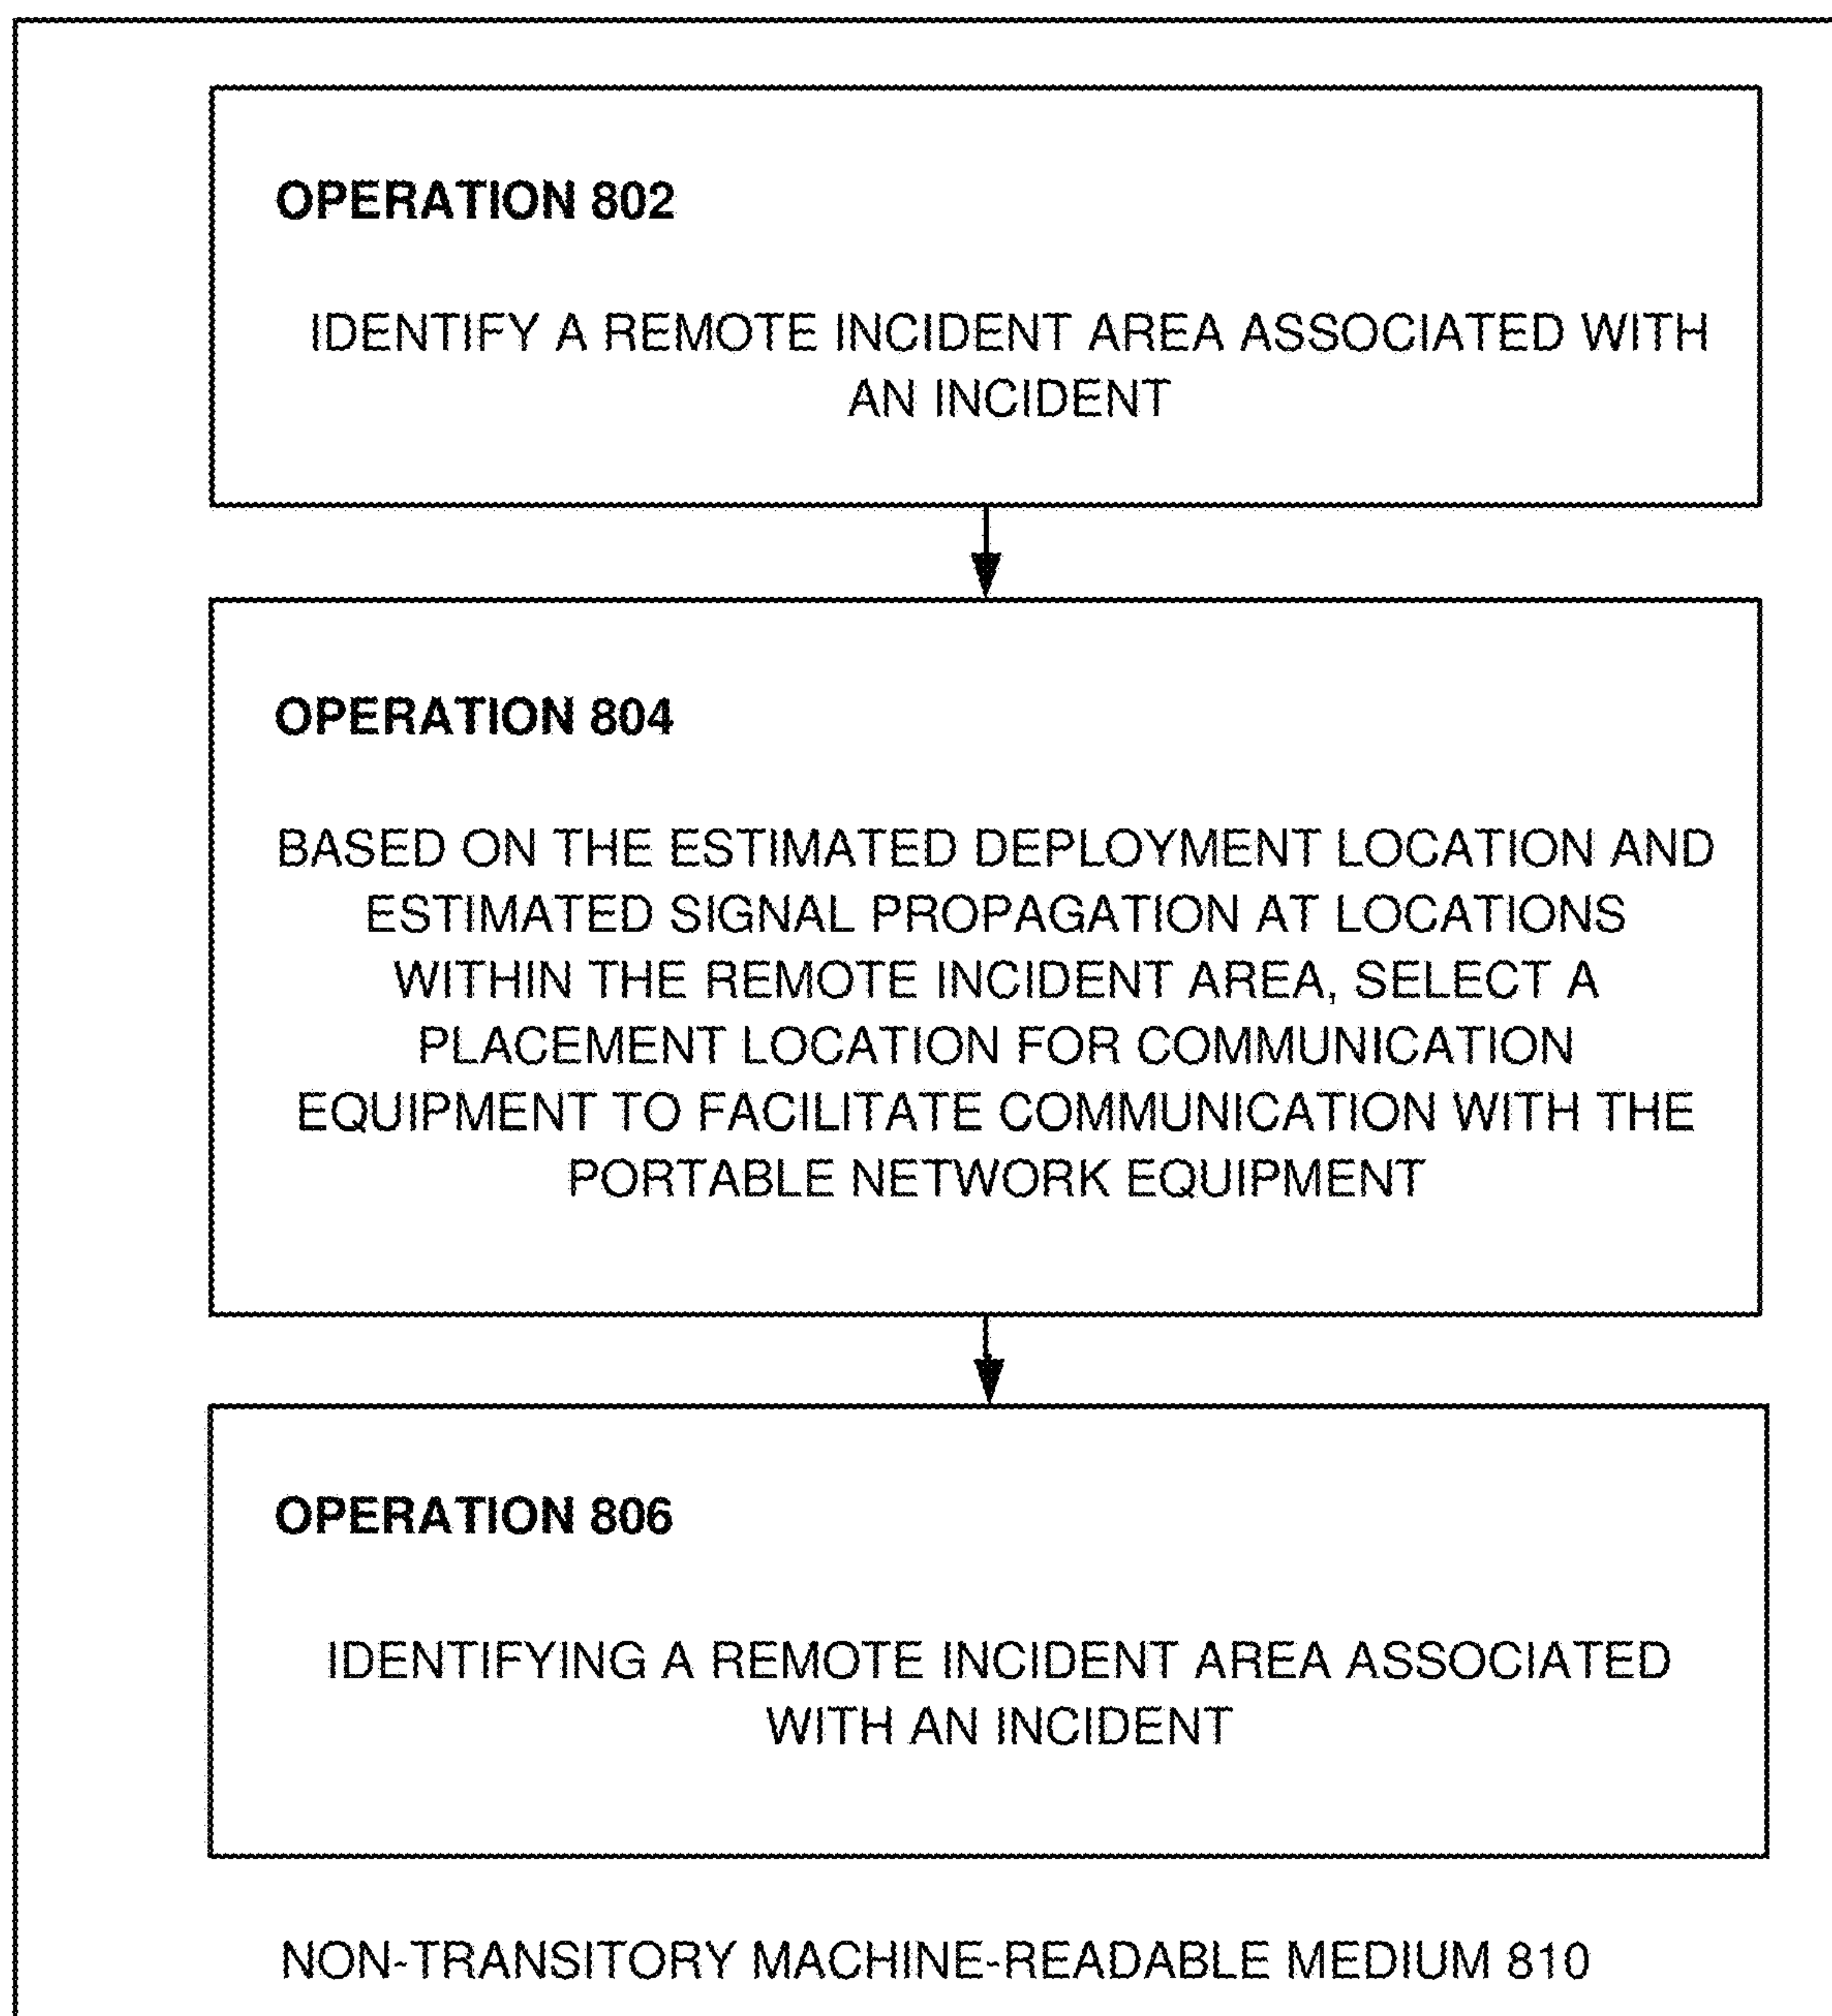 OPERATION 802
IDENTIFY A REMOTE INCIDENT AREA ASSOCIATED WITH
AN INCIDENT
OPERATION 804
BASED ON THE ESTIMATED DEPLOYMENT LOCATION AND
ESTIMATED SIGNAL PROPAGATION AT LOCATIONS
WITHIN THE REMOTE INCIDENT AREA, SELECT A
PLACEMENT LOCATION FOR COMMUNICATION
EQUIPMENT TO FACILITATE COMMUNICATION WITH THE
PORTABLE NETWORK EQUIPMENT
OPERATION 806
IDENTIFYING A REMOTE INCIDENT AREA ASSOCIATED
WITH AN INCIDENT
NON-TRANSITORY MACHINE-READABLE MEDIUM 810